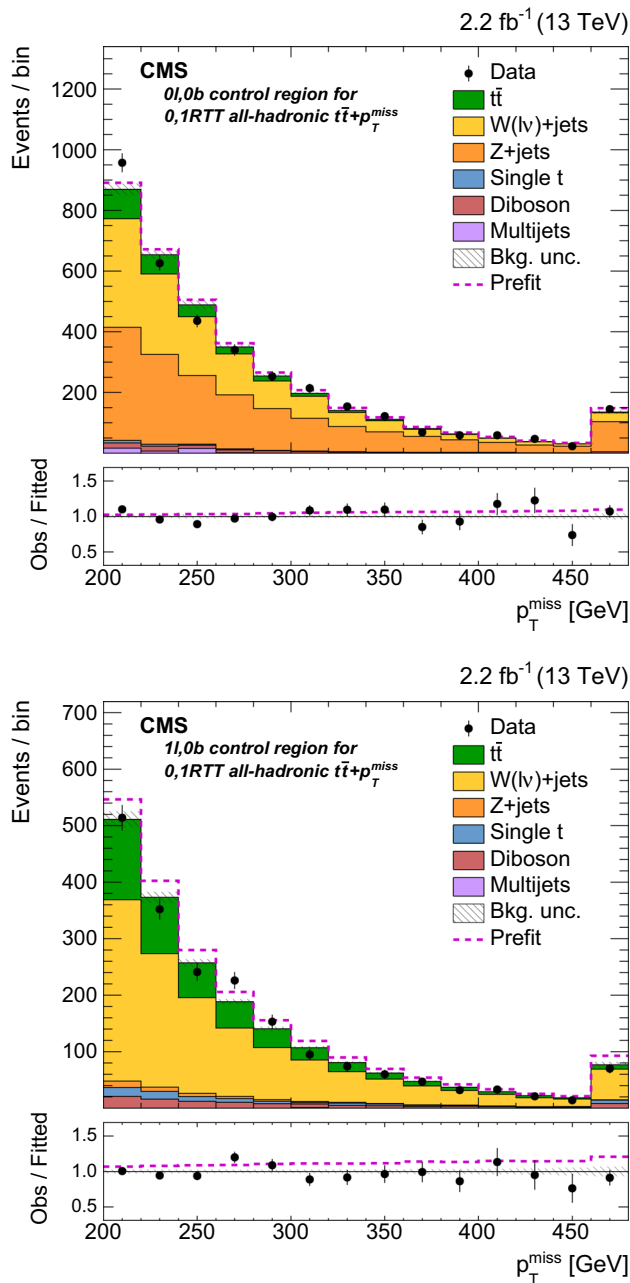 2.2 fb⁻¹ (13 TeV)
Events / bin
CMS
0l,0b control region for
0,1RTT all-hadronic tt̄+p_T^miss
Data
tt̄
W(lν)+jets
Z+jets
Single t
Diboson
Multijets
Bkg. unc.
Prefit
1200
1000
800
600
400
200
Obs / Fitted
1.5
1.0
0.5
200 250 300 350 400 450
p_T^miss [GeV]
2.2 fb⁻¹ (13 TeV)
Events / bin
CMS
1l,0b control region for
0,1RTT all-hadronic tt̄+p_T^miss
Data
tt̄
W(lν)+jets
Z+jets
Single t
Diboson
Multijets
Bkg. unc.
Prefit
700
600
500
400
300
200
100
Obs / Fitted
1.5
1.0
0.5
200 250 300 350 400 450
p_T^miss [GeV]